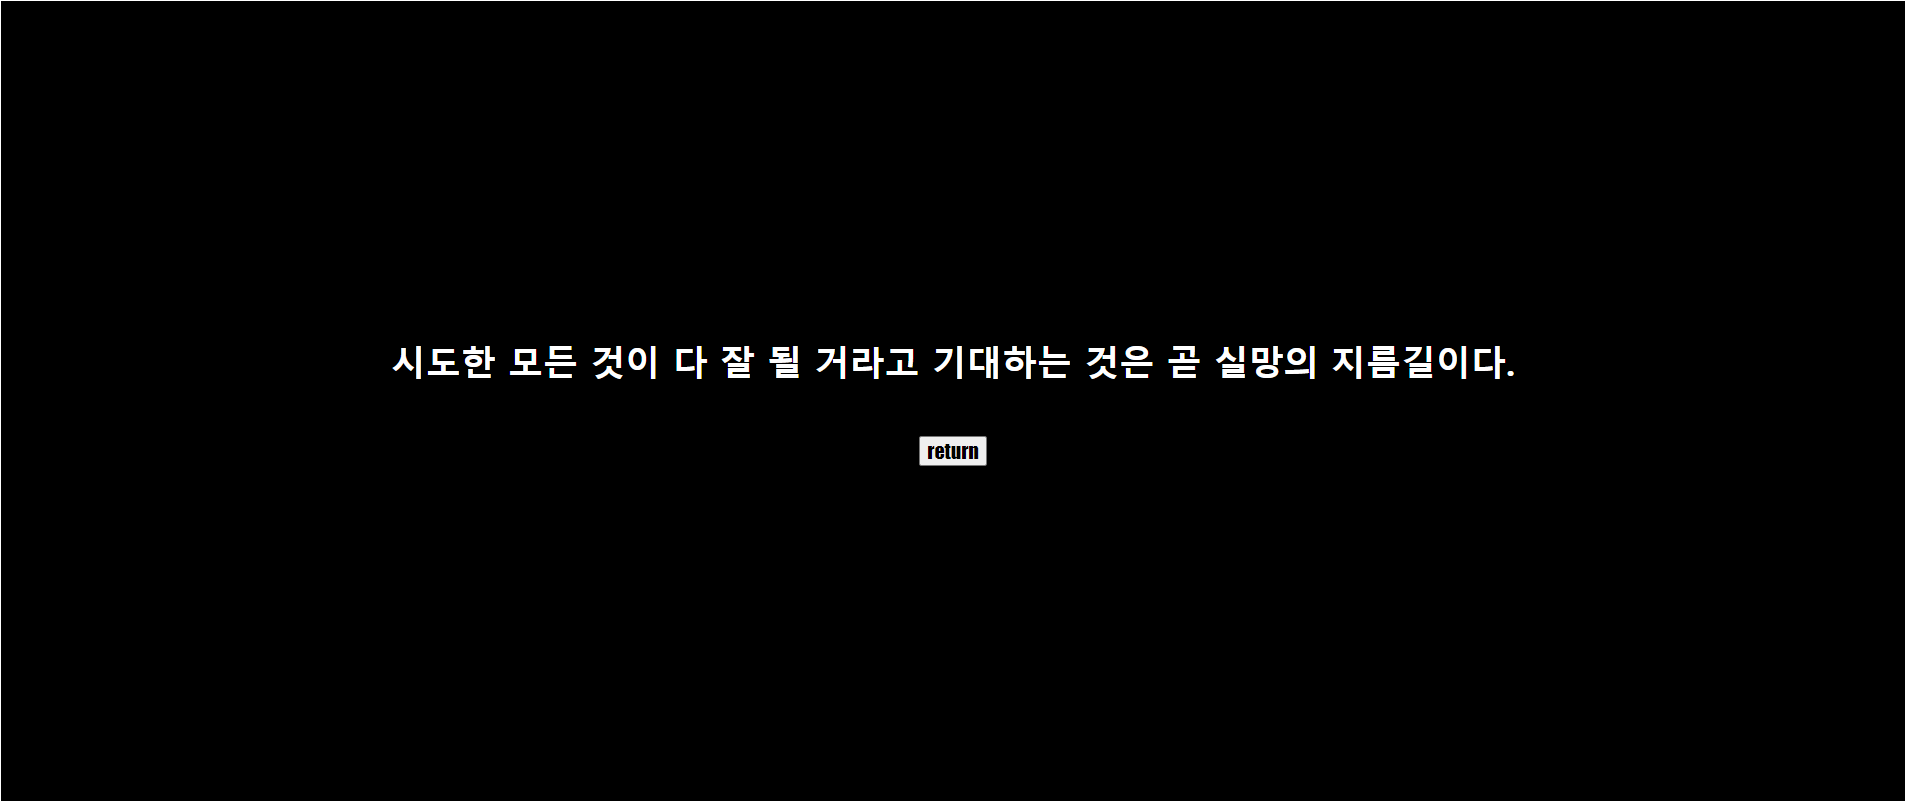 시도한 모든 것이 다 잘 될 거라고 기대하는 것은 곧 실망의 지름길이다.
return